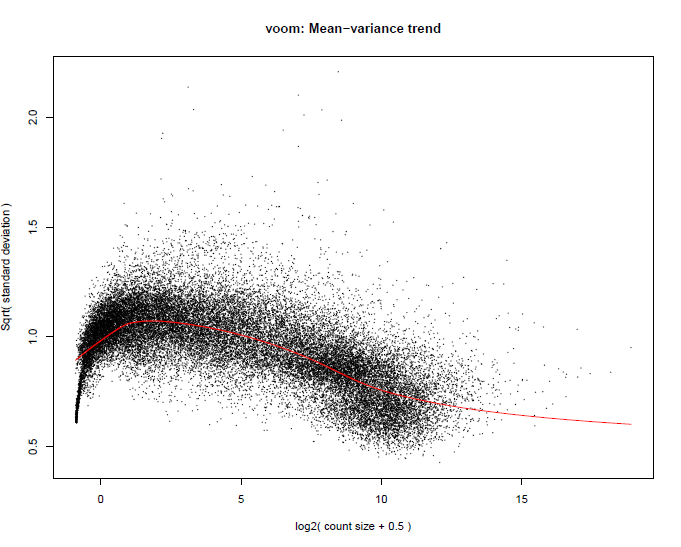 voom: Mean−variance trend
Sqrt( standard deviation )
2.0
1.5
1.0
0.5
0 5 10 15
log2( count size + 0.5 )